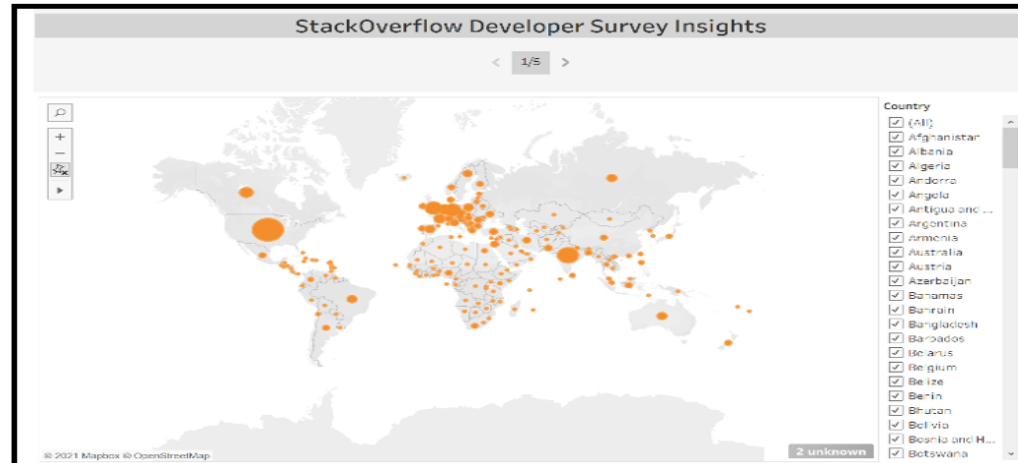 StackOverflow Developer Survey Insights
< 1/5 >
Country
(All)
Afghanistan
Albania
Algeria
Andorra
Angola
Antigua and ...
Argentina
Armenia
Australia
Austria
Azerbaijan
Bahamas
Bahrain
Bangladesh
Barbados
Belarus
Belgium
Belize
Benin
Bhutan
Bolivia
Bosnia and H...
Botswana
© 2021 Mapbox © OpenStreetMap
2 unknown